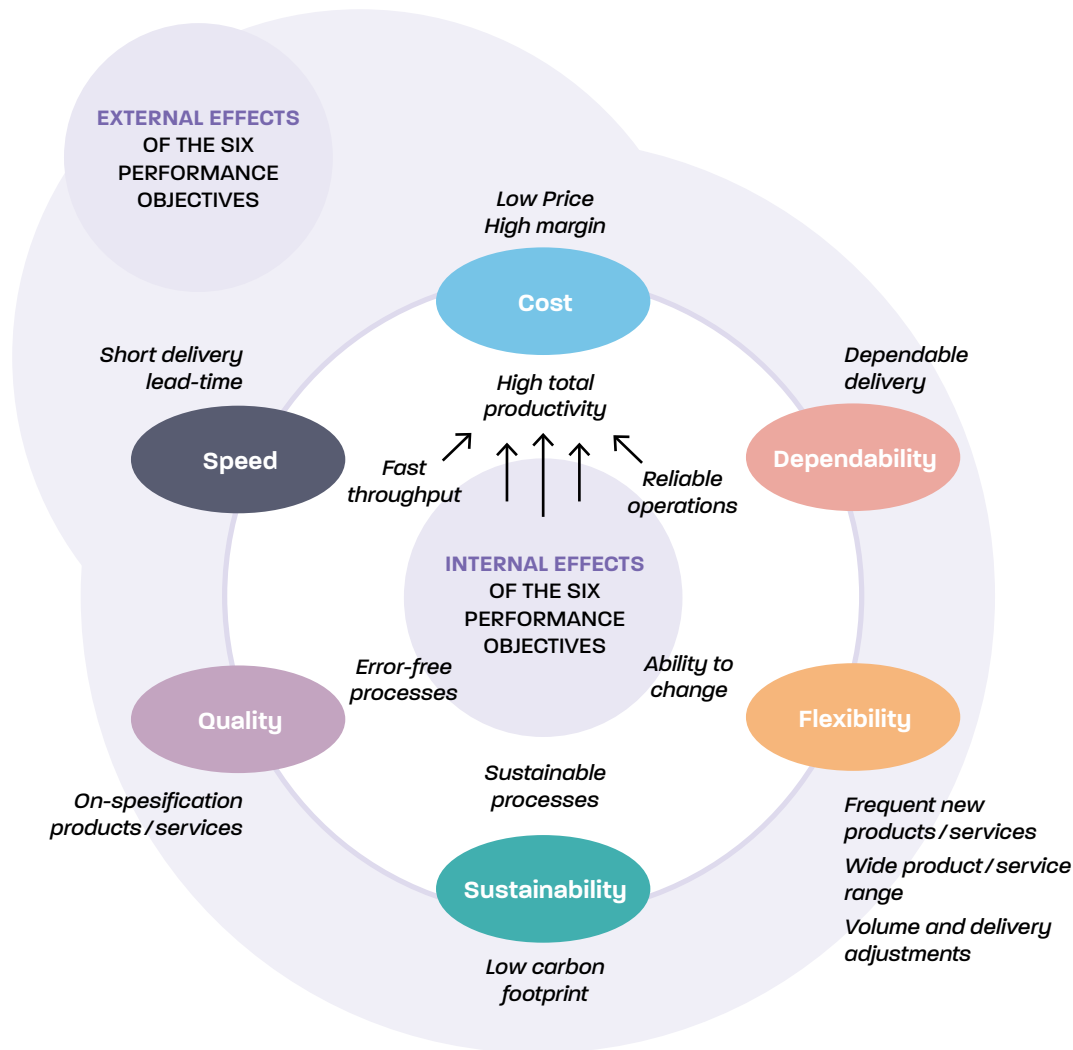 EXTERNAL EFFECTS
OF THE SIX
PERFORMANCE
OBJECTIVES
Low Price
High margin
Cost
Short delivery
lead-time
Speed
High total
productivity
Dependable
delivery
Dependability
Fast
throughput
Reliable
operations
INTERNAL EFFECTS
OF THE SIX
PERFORMANCE
OBJECTIVES
Error-free
processes
Ability to
change
Quality
On-spesification
products / services
Flexibility
Frequent new
products / services
Wide product / service
range
Volume and delivery
adjustments
Sustainable
processes
Sustainability
Low carbon
footprint